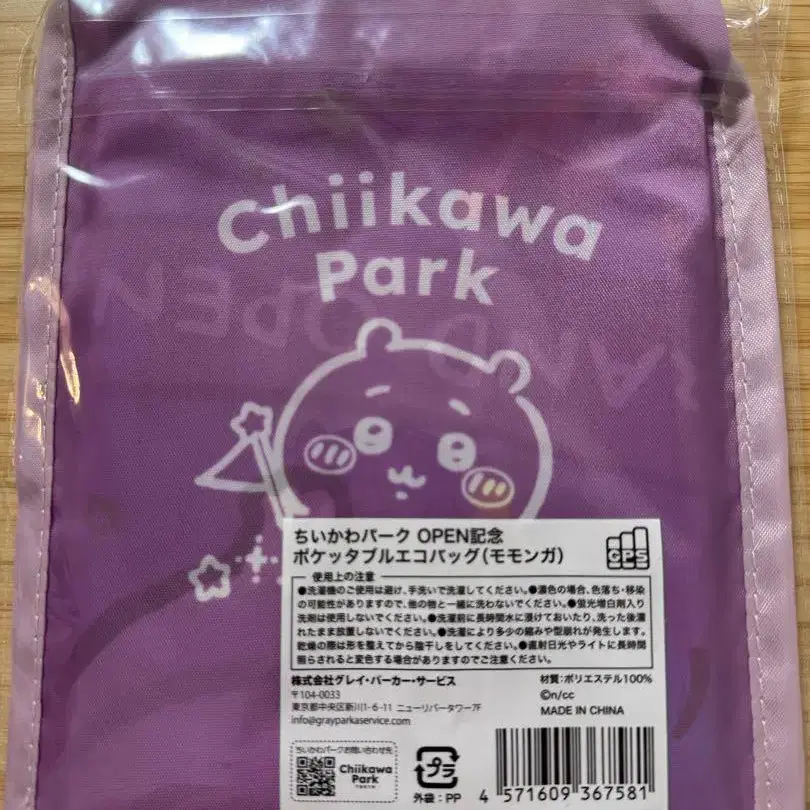 Chiikawa
Park
GRAND OPEN
ちいかわパーク OPEN記念
ポケッタブルエコバッグ(モモンガ)
GPS
使用上の注意
●洗濯機のご使用は避け、手洗いで洗濯してください。●濃色の場合、色落ち・移染
の可能性がありますので、他の物と一緒に洗わないでください。●蛍光増白剤入り
洗剤は使用しないでください。●洗濯前に長時間水に浸けておいたり、洗った後濡
れたまま放置しないでください。●洗濯により多少の縮みや型崩れが発生します。
乾燥の際は形を整えてから陰干しをしてください。●直射日光やライトに長時間
照らされると変色する場合がありますのでご注意ください。
株式会社グレイ・パーカー・サービス
〒104-0033
東京都中央区新川1-6-11 ニューリバータワー7F
info@grayparkaservice.com
材質:ポリエステル100%
©n/cc
MADE IN CHINA
ちいかわパークお問い合わせ先
Chiikawa
Park
プラ
外袋:PP
4 571609 367581